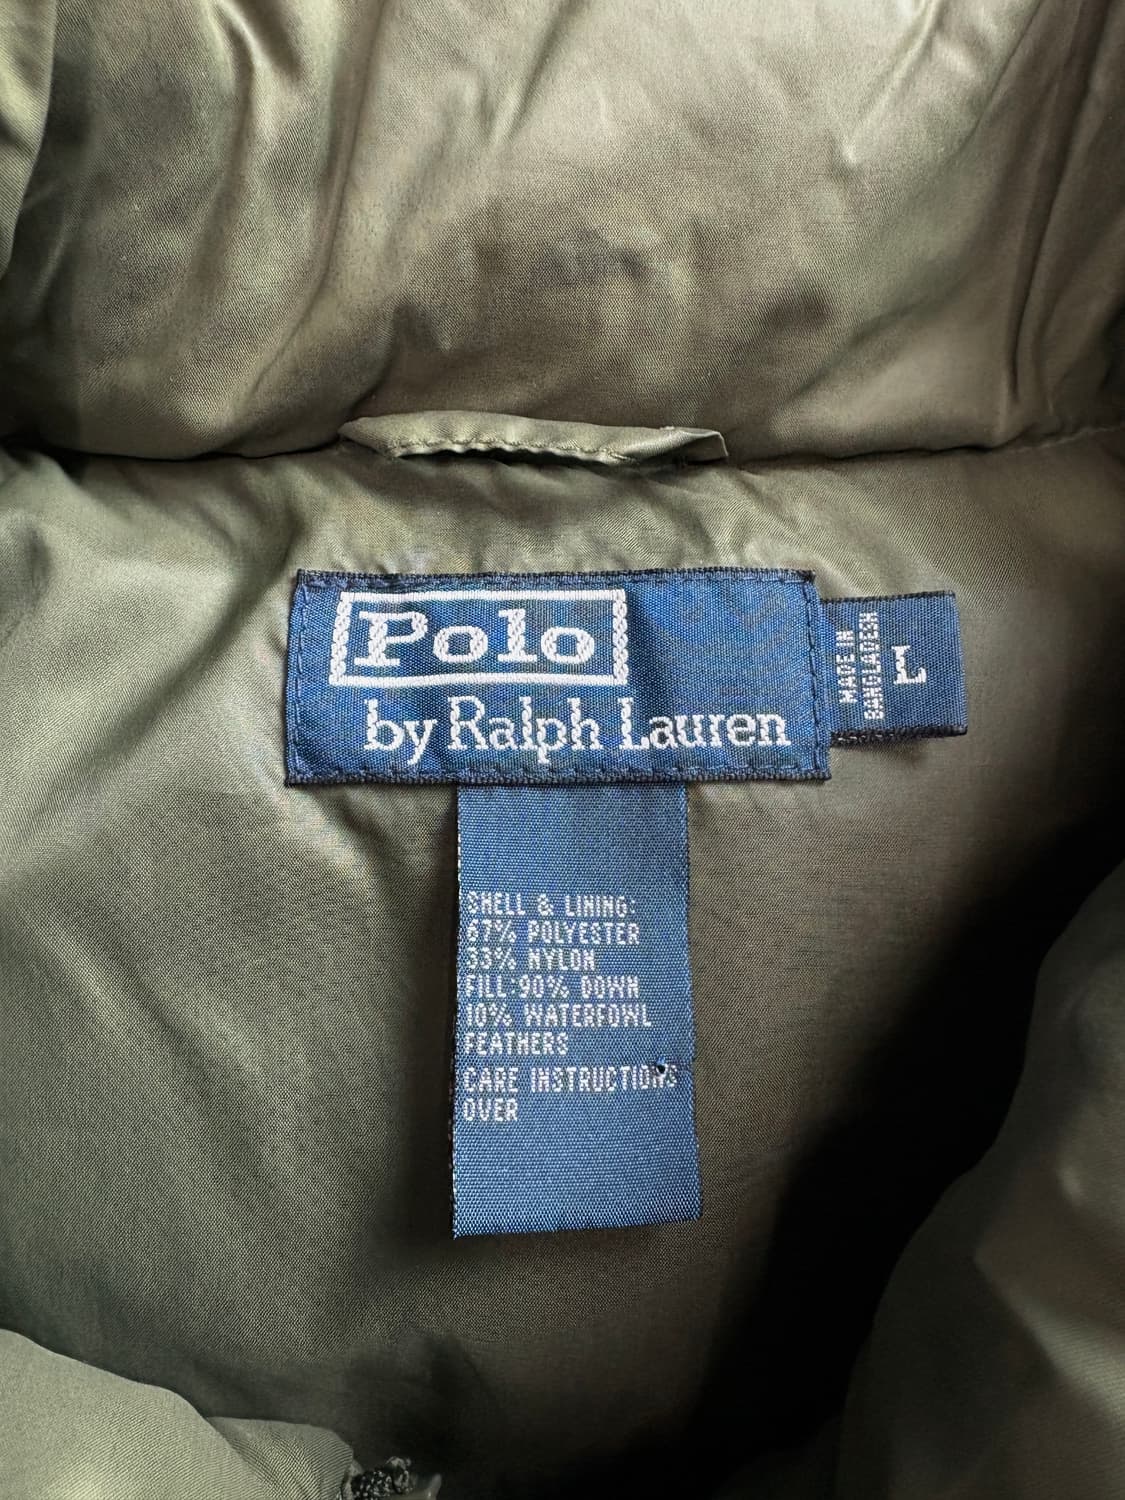 Polo
by Ralph Lauren
MADE IN
BANGLADESH
L
SHELL & LINING:
67% POLYESTER
33% NYLON
FILL:90% DOWN
10% WATERFOWL
FEATHERS
CARE INSTRUCTIONS
OVER